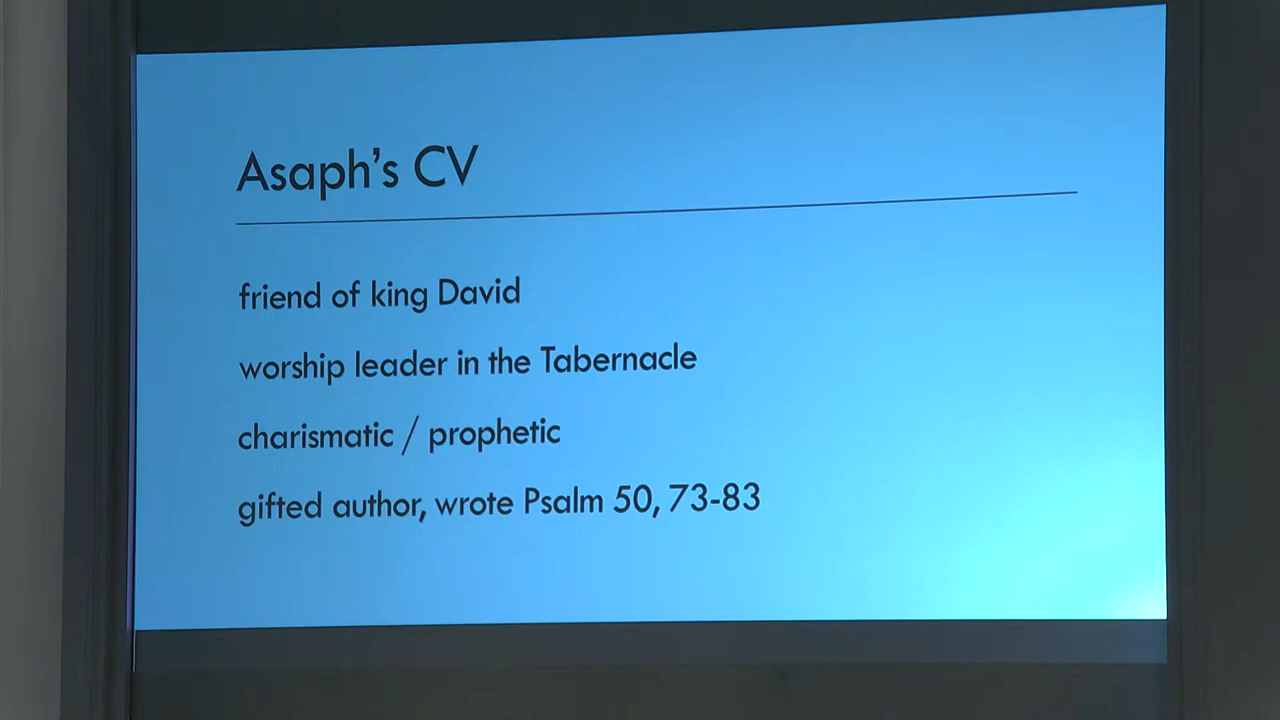 Asaph's CV
friend of king David
worship leader in the Tabernacle
charismatic / prophetic
gifted author, wrote Psalm 50, 73-83